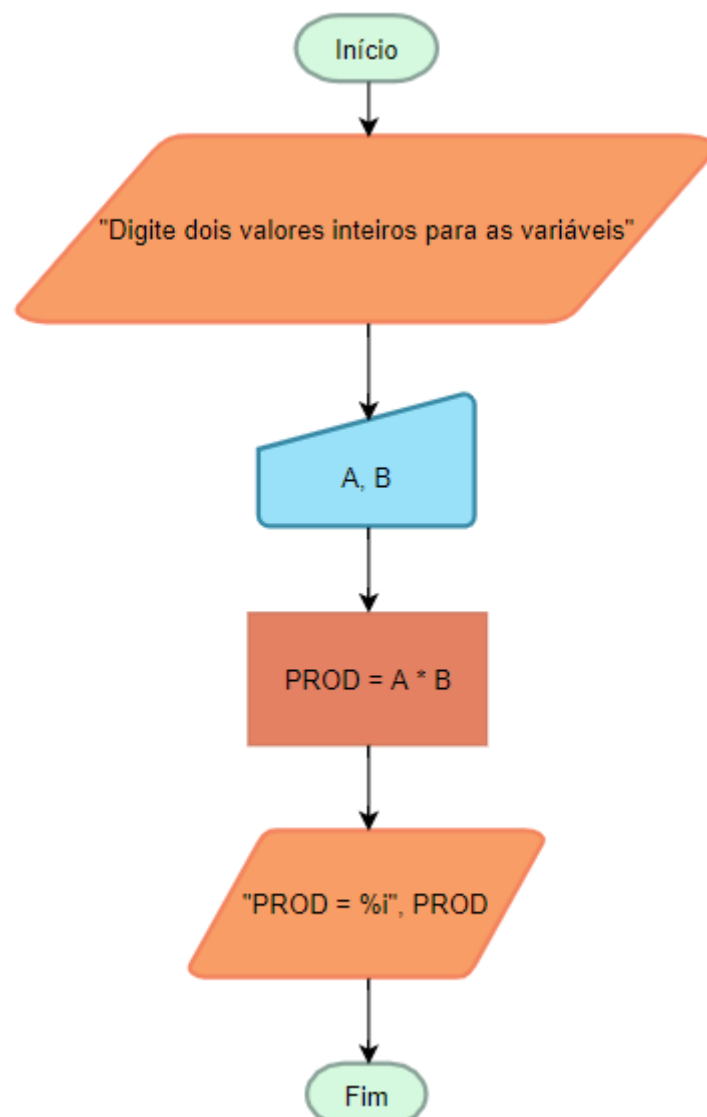 Início
"Digite dois valores inteiros para as variáveis"
A, B
PROD = A * B
"PROD = %i", PROD
Fim